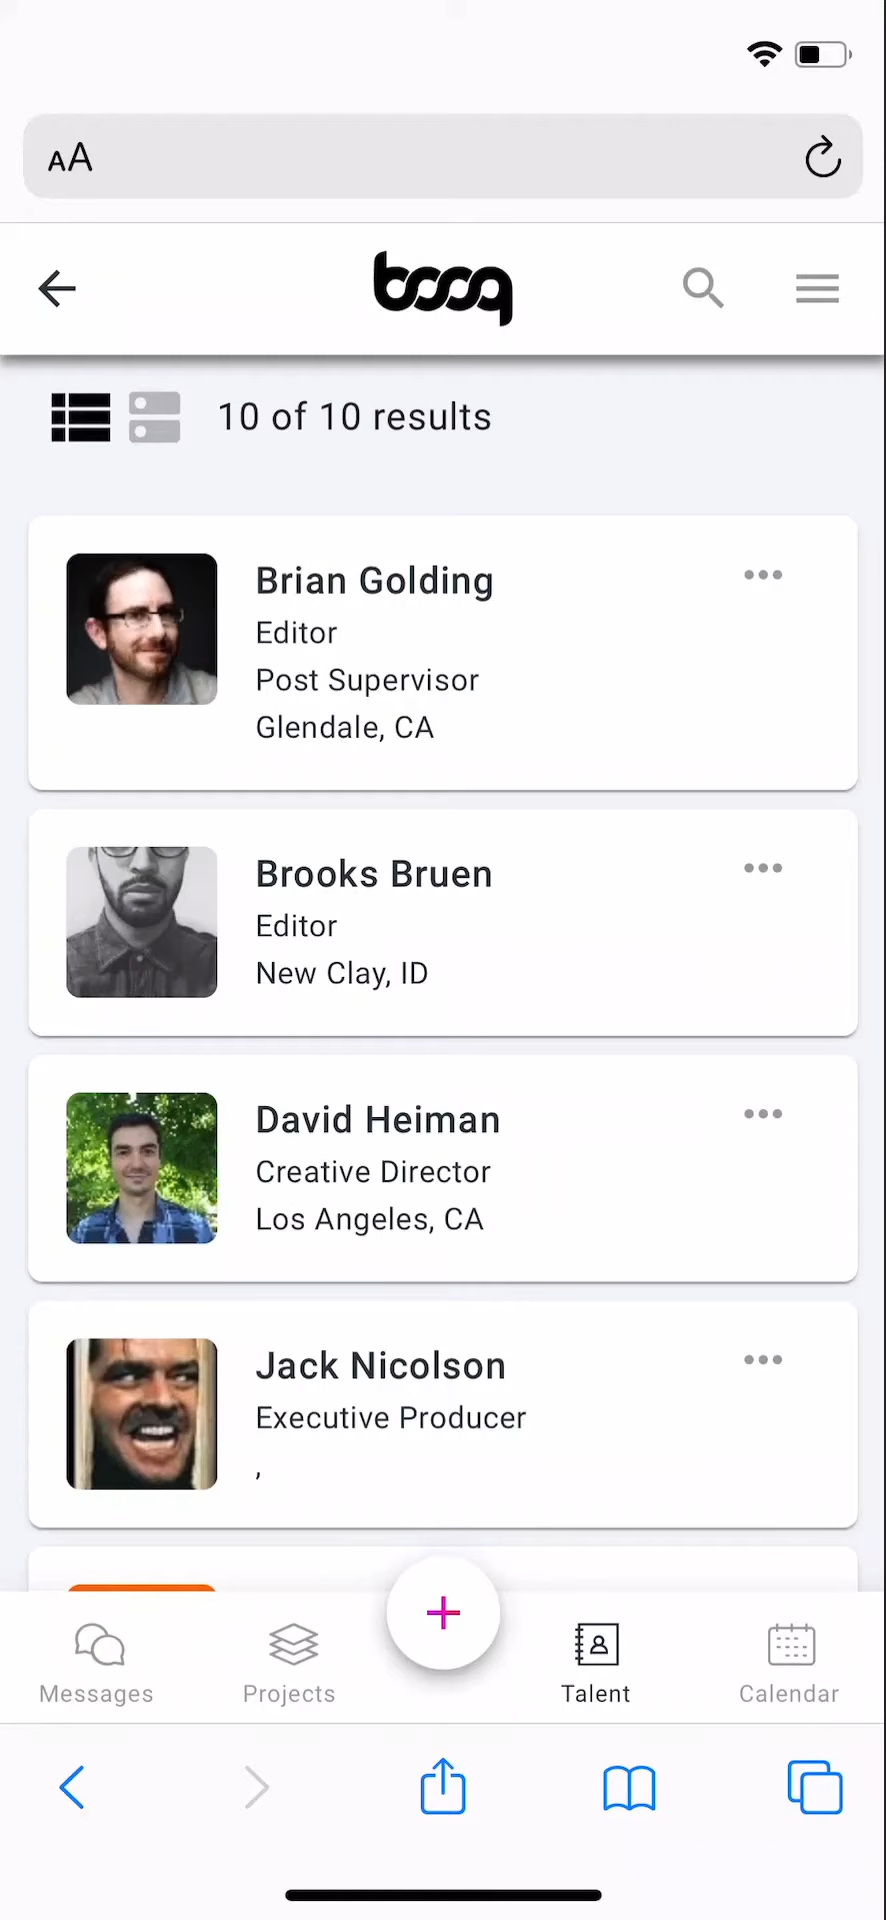 AA
booq
10 of 10 results
Brian Golding
Editor
Post Supervisor
Glendale, CA
Brooks Bruen
Editor
New Clay, ID
David Heiman
Creative Director
Los Angeles, CA
Jack Nicolson
Executive Producer
,
Messages
Projects
Talent
Calendar